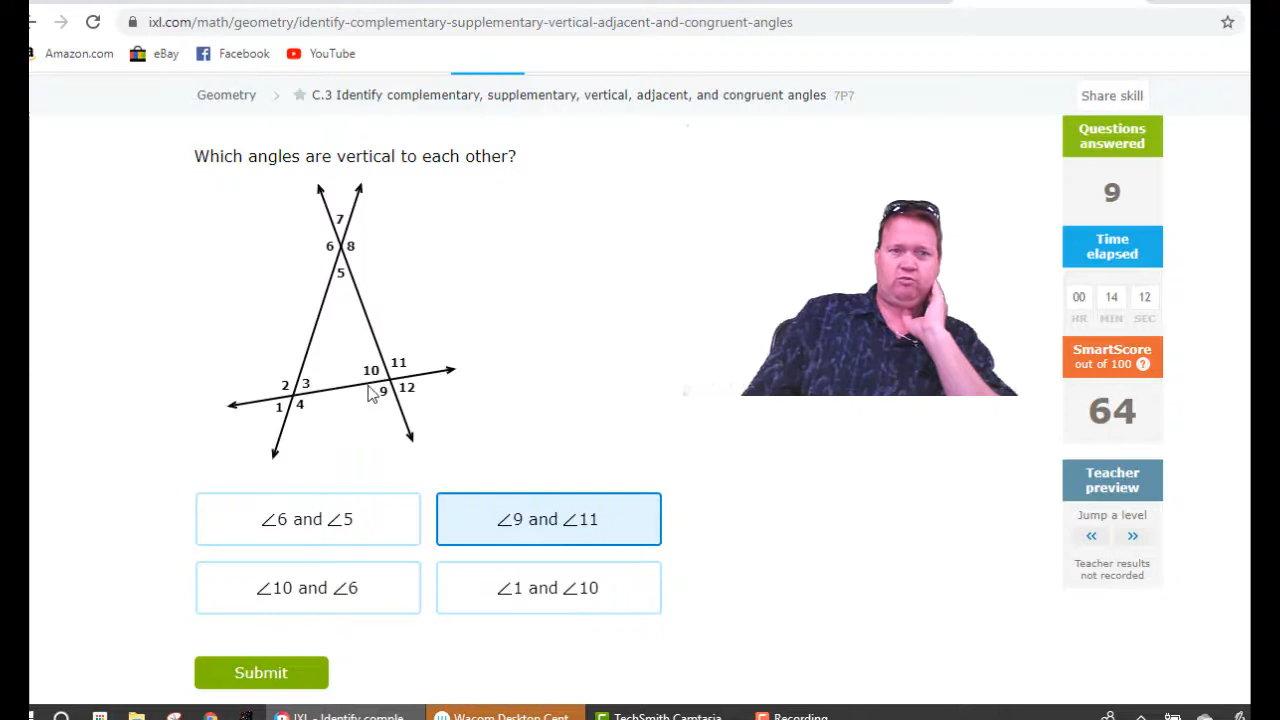 ixl.com/math/geometry/identify-complementary-supplementary-vertical-adjacent-and-congruent-angles
Amazon.com eBay Facebook YouTube
Geometry > C.3 Identify complementary, supplementary, vertical, adjacent, and congruent angles 7P7
Share skill
Which angles are vertical to each other?
7
6 8
5
11
10
2 3
9 12
1 4
∠6 and ∠5
∠9 and ∠11
∠10 and ∠6
∠1 and ∠10
Submit
Questions
answered
9
Time
elapsed
00 14 12
HR MIN SEC
SmartScore
out of 100 ?
64
Teacher
preview
Jump a level
<< >>
Teacher results
not recorded
IXL - Identify comple...
Wacom Desktop Cent...
TechSmith Camtasia
Recording...